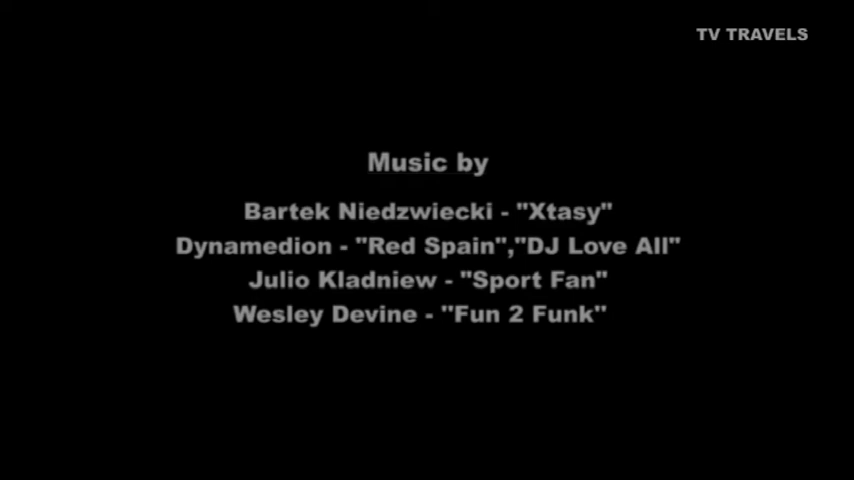 TV TRAVELS
Music by
Bartek Niedzwiecki - "Xtasy"
Dynamedion - "Red Spain","DJ Love All"
Julio Kladniew - "Sport Fan"
Wesley Devine - "Fun 2 Funk"